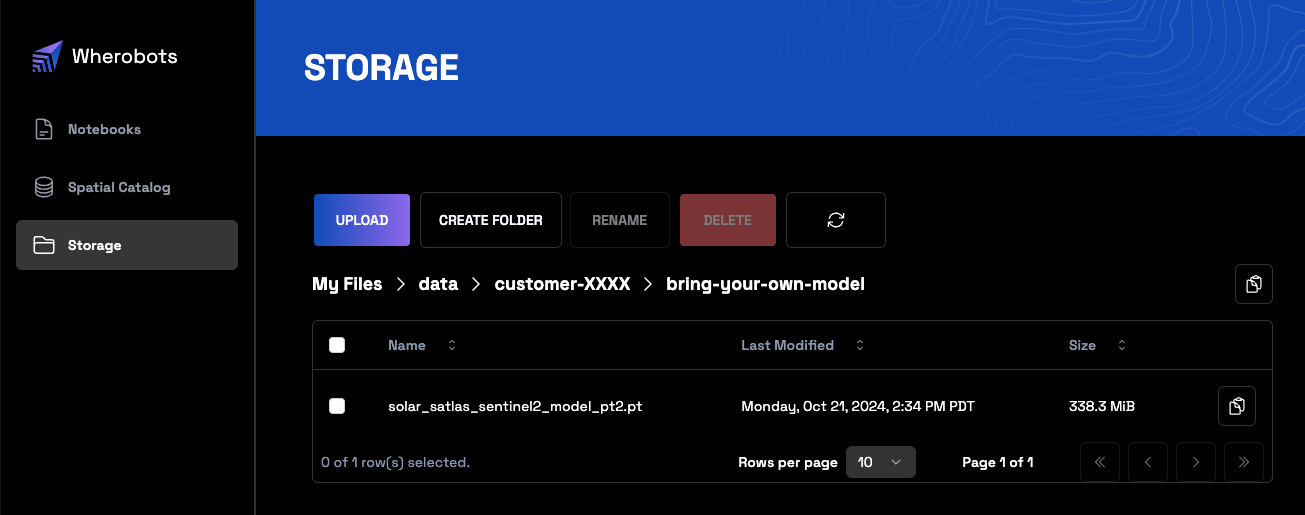 Wherobots
Notebooks
Spatial Catalog
Storage
STORAGE
UPLOAD CREATE FOLDER RENAME DELETE
My Files > data > customer-XXXX > bring-your-own-model
Name Last Modified Size
solar_satlas_sentinel2_model_pt2.pt Monday, Oct 21, 2024, 2:34 PM PDT 338.3 MiB
0 of 1 row(s) selected. Rows per page 10 Page 1 of 1